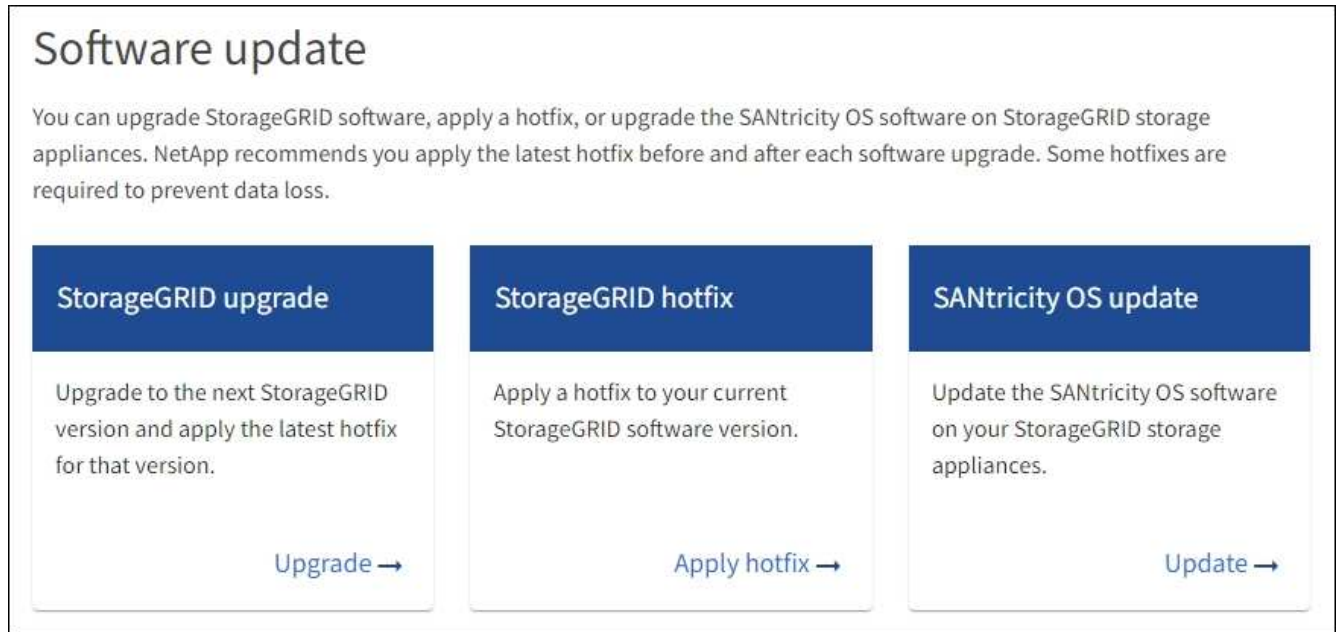 Software update
You can upgrade StorageGRID software, apply a hotfix, or upgrade the SANtricity OS software on StorageGRID storage
appliances. NetApp recommends you apply the latest hotfix before and after each software upgrade. Some hotfixes are
required to prevent data loss.
StorageGRID upgrade
Upgrade to the next StorageGRID
version and apply the latest hotfix
for that version.
Upgrade →
StorageGRID hotfix
Apply a hotfix to your current
StorageGRID software version.
Apply hotfix →
SANtricity OS update
Update the SANtricity OS software
on your StorageGRID storage
appliances.
Update →